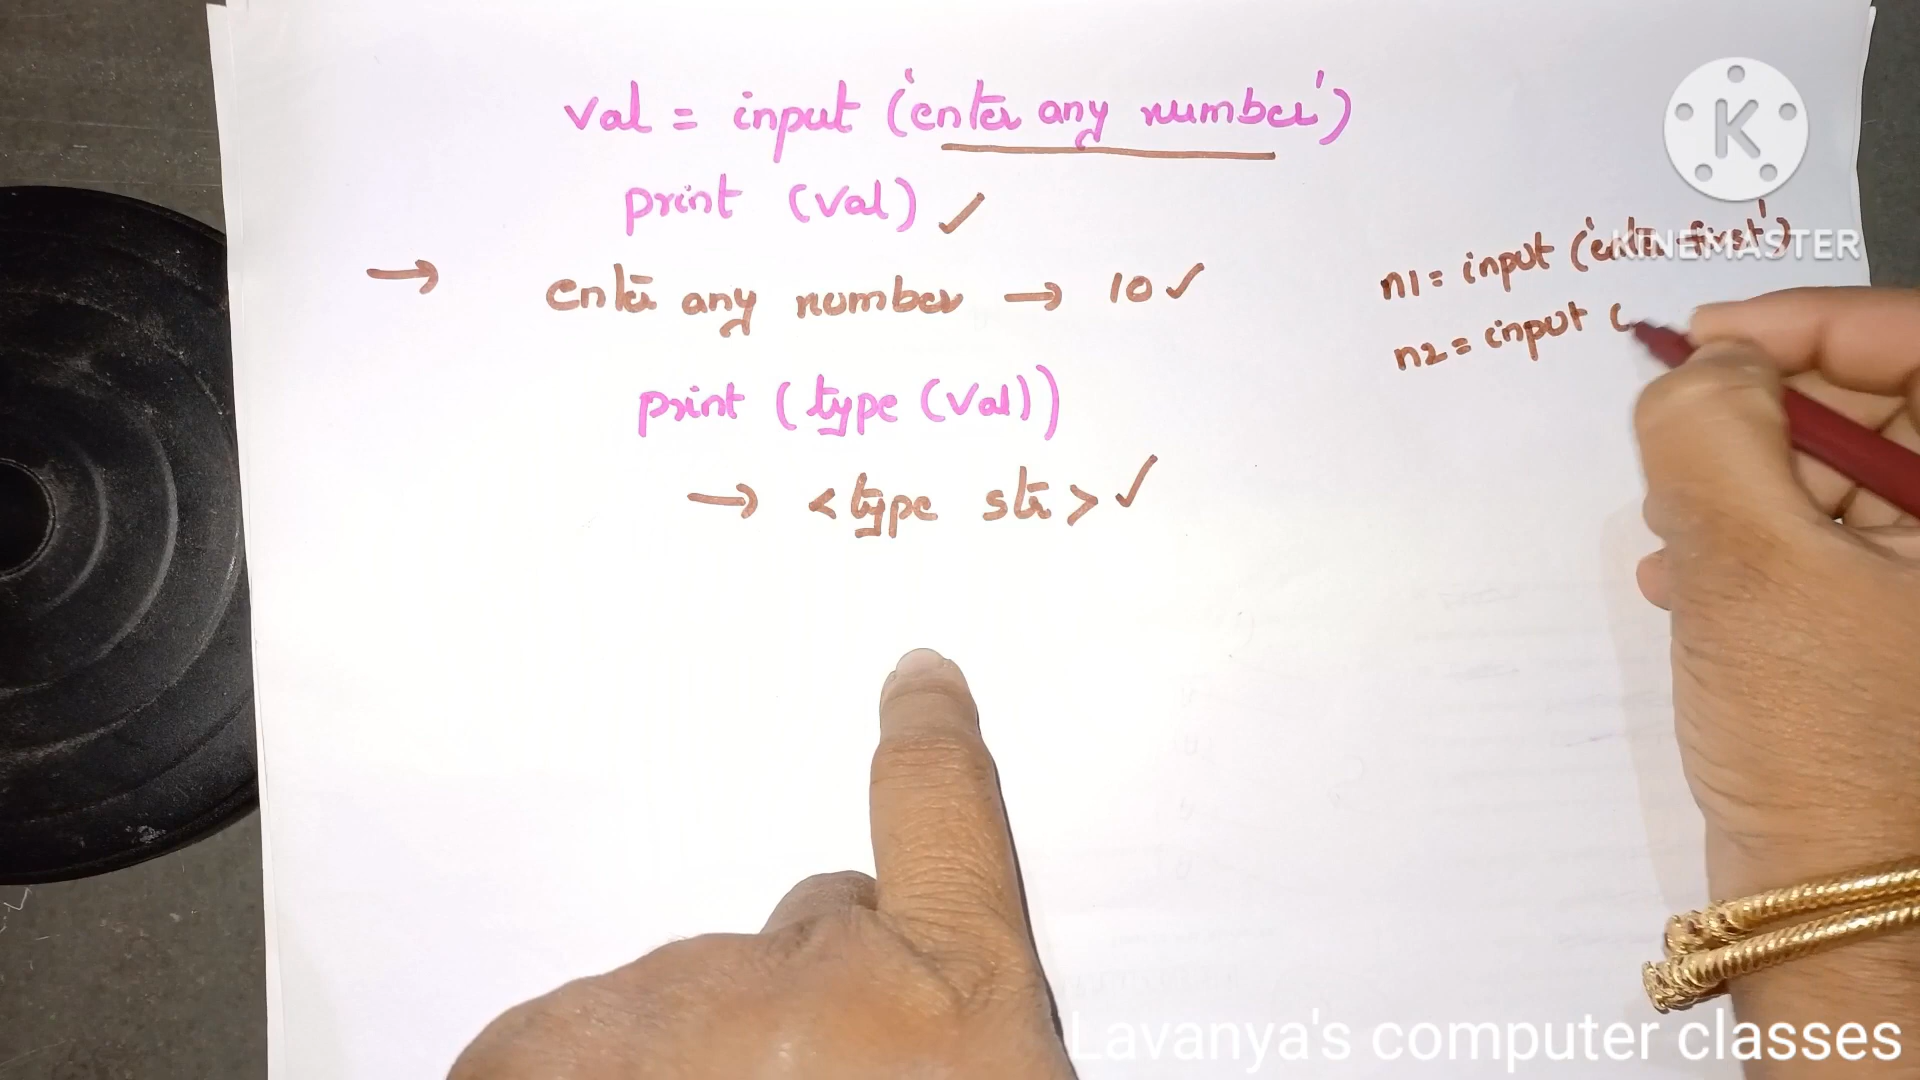 val = input ('enter any number')
print (val) ✓
→ enter any number → 10 ✓
print (type (val))
→ <type str> ✓
n1 = input ('enter first')
n2 = input (
K
KINEMASTER
Lavanya's computer classes